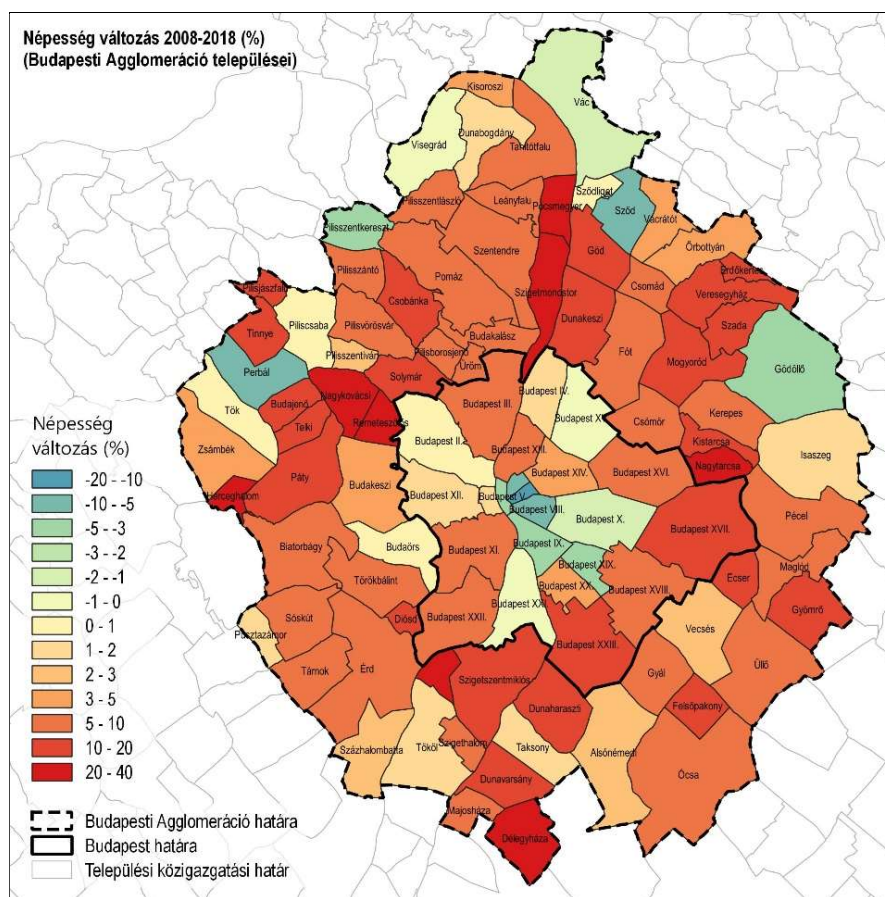 Népesség változás 2008-2018 (%)
(Budapesti Agglomeráció települései)
Kisoroszi
Vác
Visegrád
Dunabogdány
Tahitótfalu
Sződliget
Pilisszentlászló
Leányfalu
Pócsmegyer
Sződ
Vácrátót
Pilisszentkereszt
Szentendre
Göd
Őrbottyán
Pilisszántó
Pomáz
Szigetmonostor
Csomád
Erdőkertes
Pilisjászfalu
Csobánka
Veresegyház
Piliscsaba
Dunakeszi
Tinnye
Pilisvörösvár
Budakalász
Szada
Pilisborosjenő
Fót
Pilisszentiván
Üröm
Mogyoród
Gödöllő
Perbál
Solymár
Nagykovácsi
Budapest IV.
Budapest III.
Tök
Budajenő
Remeteszőlős
Budapest XV
Csömör
Kerepes
Telki
Budapest II.
Kistarcsa
Zsámbék
Budapest XIII.
Isaszeg
Budapest XIV.
Budapest XVI.
Nagytarcsa
Páty
Budakeszi
Herceghalom
Budapest XII.
Budapest V.
Budapest VIII.
Pécel
Budapest X.
Budapest XVII.
Biatorbágy
Budaörs
Budapest XI.
Budapest IX.
Budapest XIX.
Maglód
Törökbálint
Budapest XX.
Ecser
Budapest XVIII.
Gyömrő
Budapest XXII.
Budapest XXI.
Pusztazámor
Sóskút
Diósd
Vecsés
Budapest XXIII.
Tárnok
Érd
Szigetszentmiklós
Gyál
Üllő
Felsőpakony
Dunaharaszti
Százhalombatta
Tököl
Szigethalom
Taksony
Alsónémedi
Ócsa
Dunavarsány
Majosháza
Délegyháza
Népesség
változás (%)
-20 - -10
-10 - -5
-5 - -3
-3 - -2
-2 - -1
-1 - 0
0 - 1
1 - 2
2 - 3
3 - 5
5 - 10
10 - 20
20 - 40
Budapesti Agglomeráció határa
Budapest határa
Települési közigazgatási határ